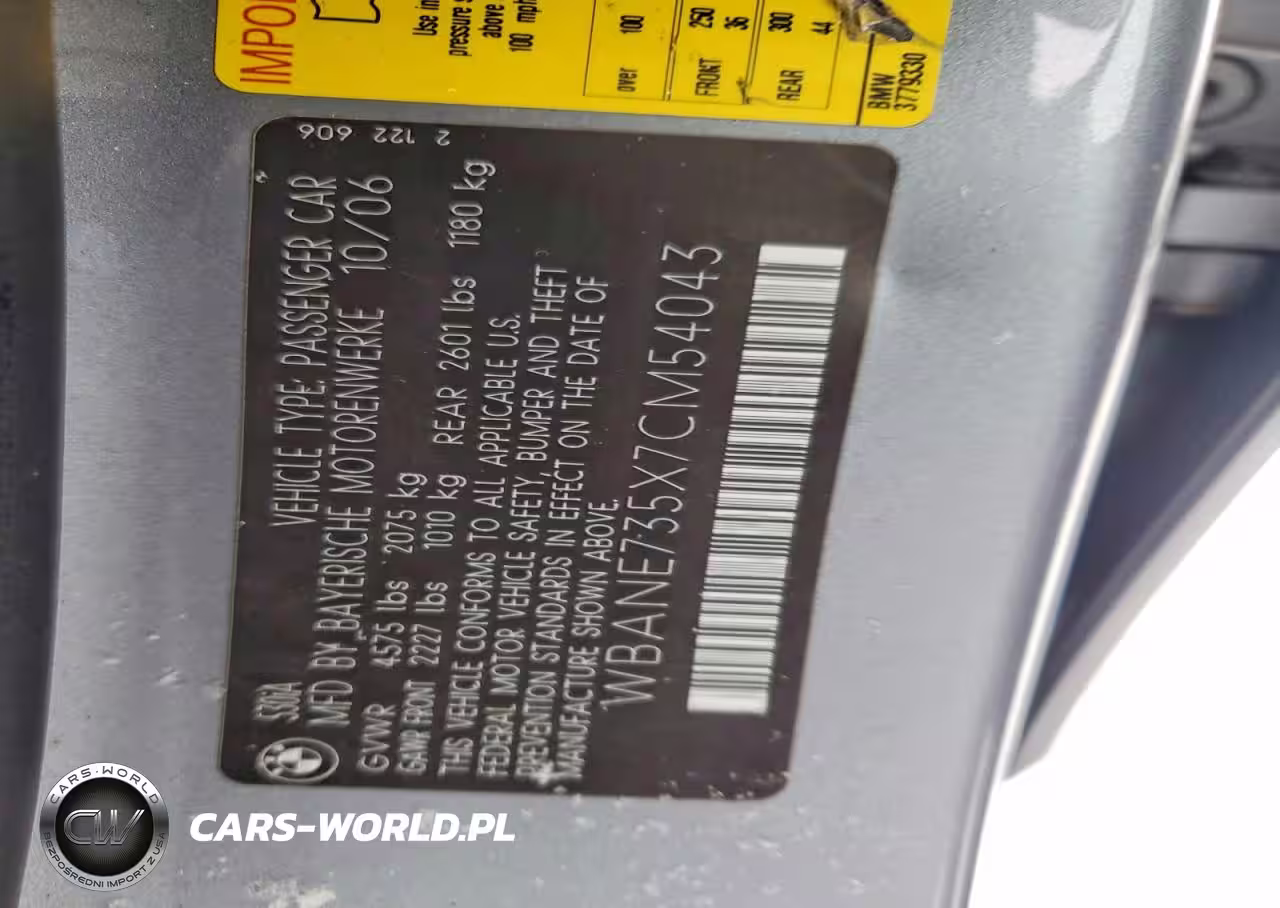 IMPO
Use in
pressure s
above
100 mph
over 100
FRONT 250
36
REAR 300
44
BMW
3779330
2 122 606
VEHICLE TYPE: PASSENGER CAR
MFD BY BAYERISCHE MOTORENWERKE 10/06
GVWR 4575 lbs 2075 kg
GAWR FRONT 2227 lbs 1010 kg REAR 2601 lbs 1180 kg
THIS VEHICLE CONFORMS TO ALL APPLICABLE U.S.
FEDERAL MOTOR VEHICLE SAFETY, BUMPER AND THEFT
PREVENTION STANDARDS IN EFFECT ON THE DATE OF
MANUFACTURE SHOWN ABOVE.
WBANE735X7CM54043
CARS-WORLD
CW
BEZPOŚREDNI IMPORT Z USA
CARS-WORLD.PL